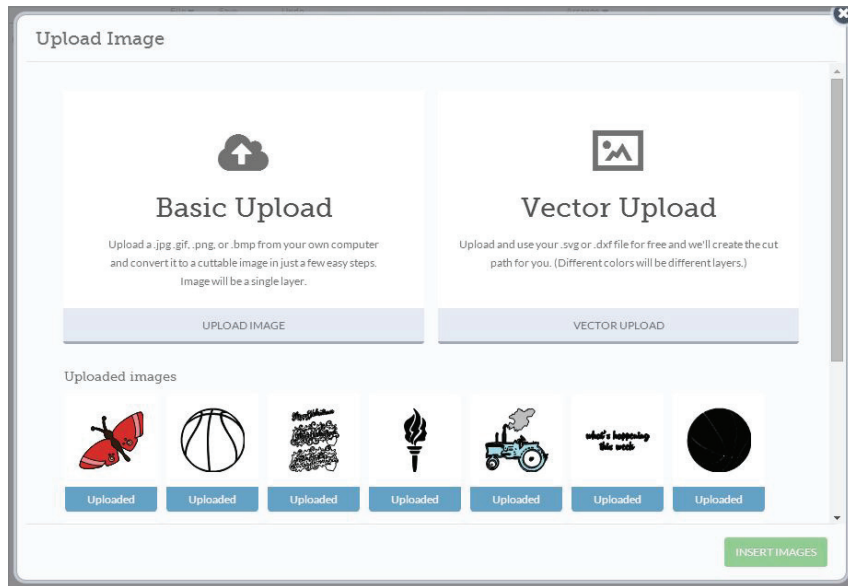 Upload Image
Basic Upload
Upload a .jpg .gif, .png, or .bmp from your own computer
and convert it to a cuttable image in just a few easy steps.
Image will be a single layer.
UPLOAD IMAGE
Vector Upload
Upload and use your .svg or .dxf file for free and we'll create the cut
path for you. (Different colors will be different layers.)
VECTOR UPLOAD
Uploaded images
what's happening
this week
Uploaded Uploaded Uploaded Uploaded Uploaded Uploaded Uploaded
INSERT IMAGES